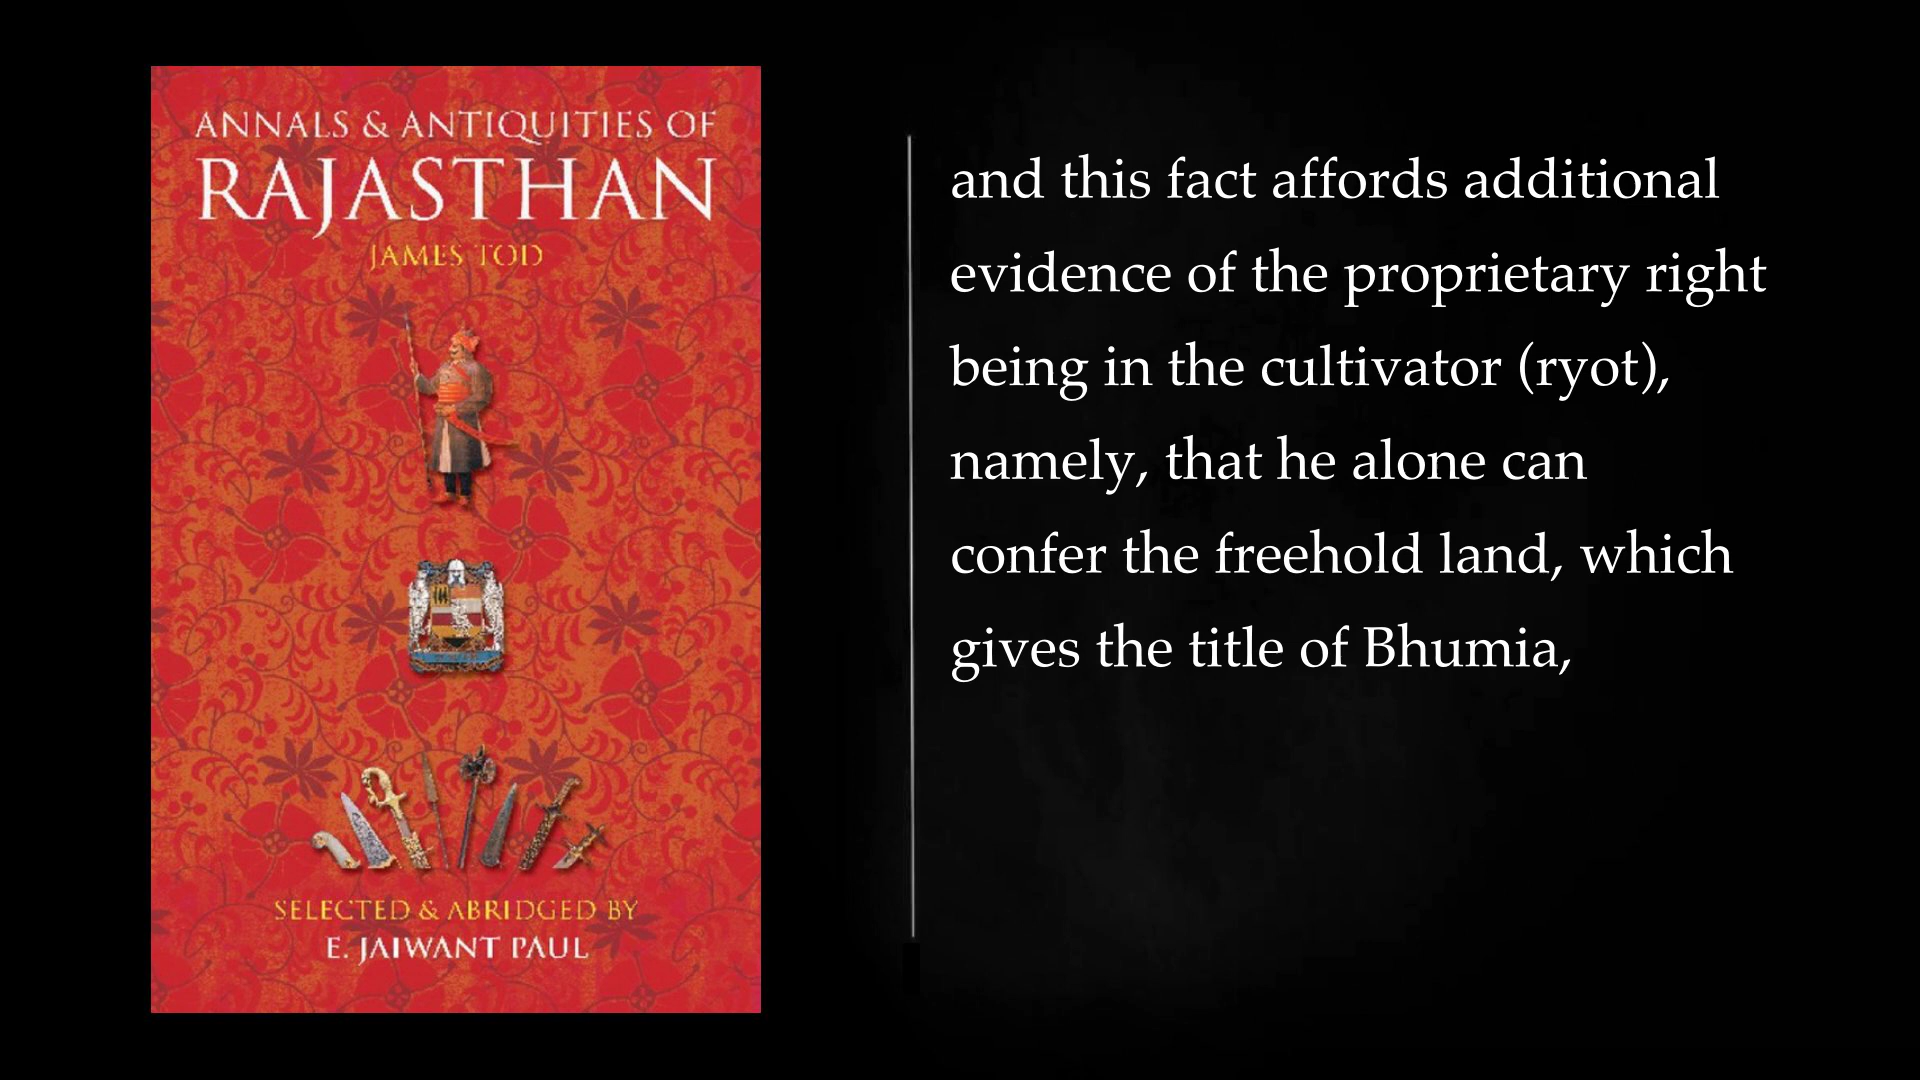 ANNALS & ANTIQUITIES OF
RAJASTHAN
JAMES TOD
SELECTED & ABRIDGED BY
E. JAIWANT PAUL
and this fact affords additional
evidence of the proprietary right
being in the cultivator (ryot),
namely, that he alone can
confer the freehold land, which
gives the title of Bhumia,